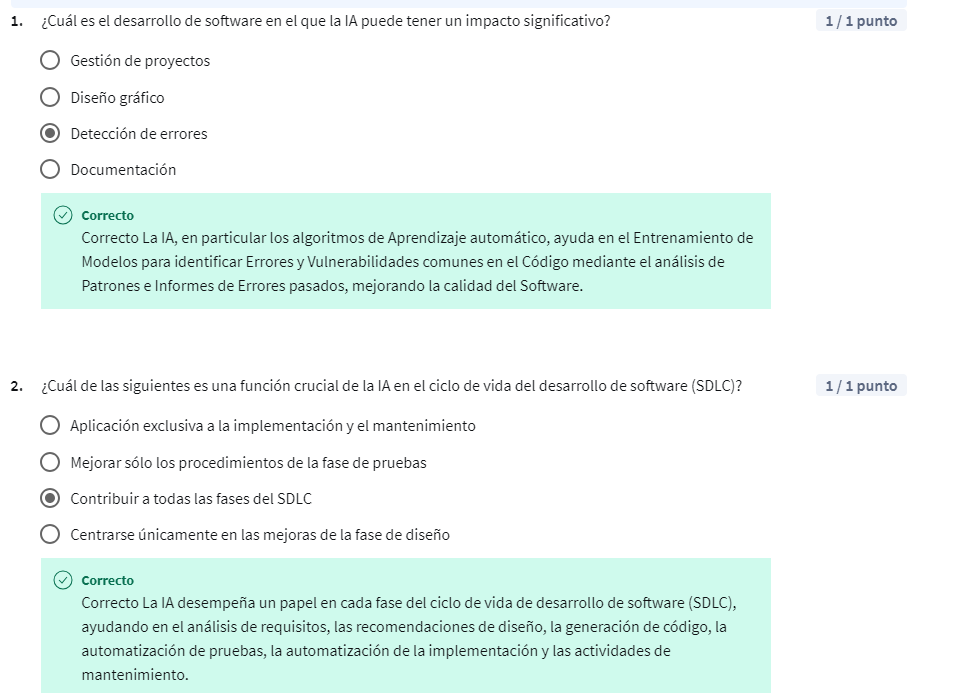 1. ¿Cuál es el desarrollo de software en el que la IA puede tener un impacto significativo? 1 / 1 punto
Gestión de proyectos
Diseño gráfico
Detección de errores
Documentación
Correcto
Correcto La IA, en particular los algoritmos de Aprendizaje automático, ayuda en el Entrenamiento de
Modelos para identificar Errores y Vulnerabilidades comunes en el Código mediante el análisis de
Patrones e Informes de Errores pasados, mejorando la calidad del Software.
2. ¿Cuál de las siguientes es una función crucial de la IA en el ciclo de vida del desarrollo de software (SDLC)? 1 / 1 punto
Aplicación exclusiva a la implementación y el mantenimiento
Mejorar sólo los procedimientos de la fase de pruebas
Contribuir a todas las fases del SDLC
Centrarse únicamente en las mejoras de la fase de diseño
Correcto
Correcto La IA desempeña un papel en cada fase del ciclo de vida de desarrollo de software (SDLC),
ayudando en el análisis de requisitos, las recomendaciones de diseño, la generación de código, la
automatización de pruebas, la automatización de la implementación y las actividades de
mantenimiento.